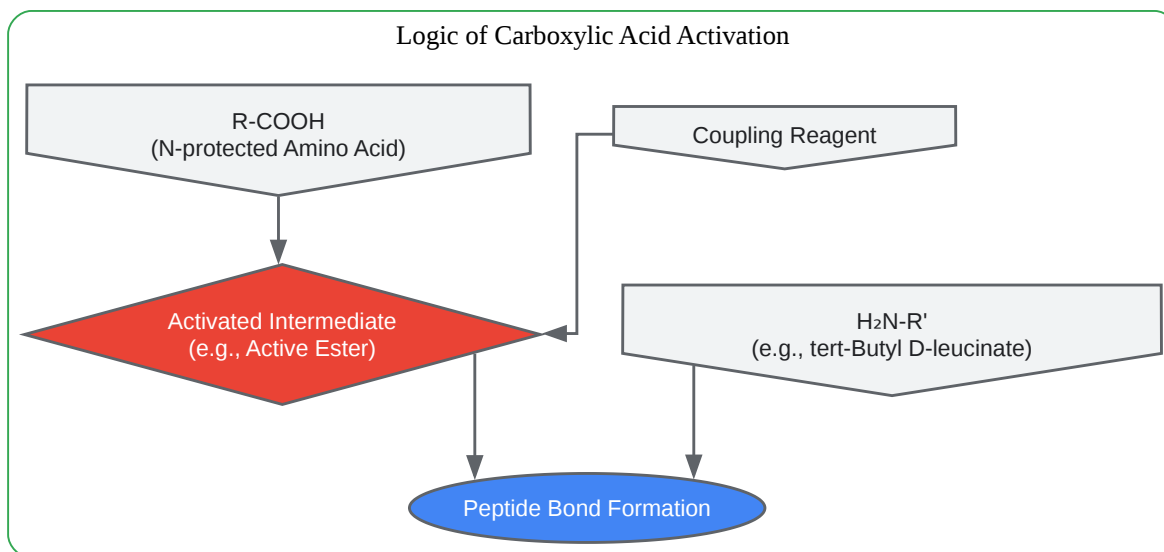 Logic of Carboxylic Acid Activation
R-COOH
(N-protected Amino Acid)
Coupling Reagent
Activated Intermediate
(e.g., Active Ester)
H₂N-R'
(e.g., tert-Butyl D-leucinate)
Peptide Bond Formation